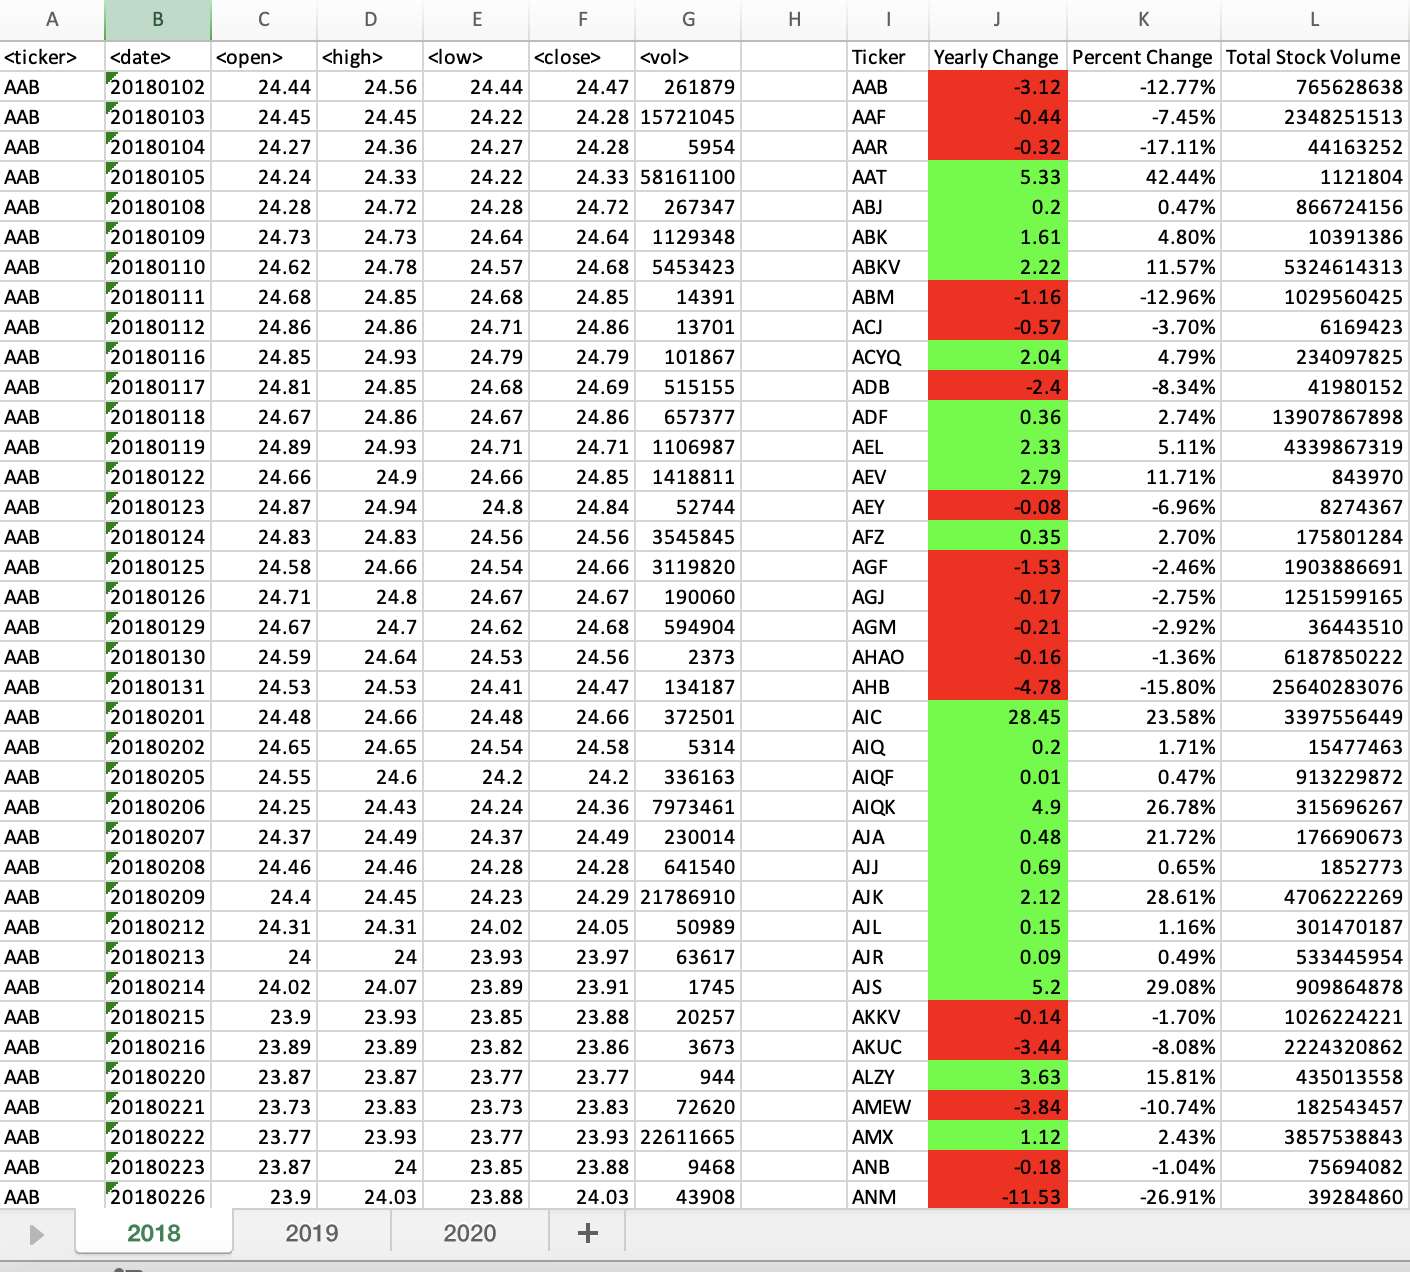 A B C D E F G H I J K L
<ticker> <date> <open> <high> <low> <close> <vol> Ticker Yearly Change Percent Change Total Stock Volume
AAB 20180102 24.44 24.56 24.44 24.47 261879 AAB -3.12 -12.77% 765628638
AAB 20180103 24.45 24.45 24.22 24.28 15721045 AAF -0.44 -7.45% 2348251513
AAB 20180104 24.27 24.36 24.27 24.28 5954 AAR -0.32 -17.11% 44163252
AAB 20180105 24.24 24.33 24.22 24.33 58161100 AAT 5.33 42.44% 1121804
AAB 20180108 24.28 24.72 24.28 24.72 267347 ABJ 0.2 0.47% 866724156
AAB 20180109 24.73 24.73 24.64 24.64 1129348 ABK 1.61 4.80% 10391386
AAB 20180110 24.62 24.78 24.57 24.68 5453423 ABKV 2.22 11.57% 5324614313
AAB 20180111 24.68 24.85 24.68 24.85 14391 ABM -1.16 -12.96% 1029560425
AAB 20180112 24.86 24.86 24.71 24.86 13701 ACJ -0.57 -3.70% 6169423
AAB 20180116 24.85 24.93 24.79 24.79 101867 ACYQ 2.04 4.79% 234097825
AAB 20180117 24.81 24.85 24.68 24.69 515155 ADB -2.4 -8.34% 41980152
AAB 20180118 24.67 24.86 24.67 24.86 657377 ADF 0.36 2.74% 13907867898
AAB 20180119 24.89 24.93 24.71 24.71 1106987 AEL 2.33 5.11% 4339867319
AAB 20180122 24.66 24.9 24.66 24.85 1418811 AEV 2.79 11.71% 843970
AAB 20180123 24.87 24.94 24.8 24.84 52744 AEY -0.08 -6.96% 8274367
AAB 20180124 24.83 24.83 24.56 24.56 3545845 AFZ 0.35 2.70% 175801284
AAB 20180125 24.58 24.66 24.54 24.66 3119820 AGF -1.53 -2.46% 1903886691
AAB 20180126 24.71 24.8 24.67 24.67 190060 AGJ -0.17 -2.75% 1251599165
AAB 20180129 24.67 24.7 24.62 24.68 594904 AGM -0.21 -2.92% 36443510
AAB 20180130 24.59 24.64 24.53 24.56 2373 AHAO -0.16 -1.36% 6187850222
AAB 20180131 24.53 24.53 24.41 24.47 134187 AHB -4.78 -15.80% 25640283076
AAB 20180201 24.48 24.66 24.48 24.66 372501 AIC 28.45 23.58% 3397556449
AAB 20180202 24.65 24.65 24.54 24.58 5314 AIQ 0.2 1.71% 15477463
AAB 20180205 24.55 24.6 24.2 24.2 336163 AIQF 0.01 0.47% 913229872
AAB 20180206 24.25 24.43 24.24 24.36 7973461 AIQK 4.9 26.78% 315696267
AAB 20180207 24.37 24.49 24.37 24.49 230014 AJA 0.48 21.72% 176690673
AAB 20180208 24.46 24.46 24.28 24.28 641540 AJJ 0.69 0.65% 1852773
AAB 20180209 24.4 24.45 24.23 24.29 21786910 AJK 2.12 28.61% 4706222269
AAB 20180212 24.31 24.31 24.02 24.05 50989 AJL 0.15 1.16% 301470187
AAB 20180213 24 24 23.93 23.97 63617 AJR 0.09 0.49% 533445954
AAB 20180214 24.02 24.07 23.89 23.91 1745 AJS 5.2 29.08% 909864878
AAB 20180215 23.9 23.93 23.85 23.88 20257 AKKV -0.14 -1.70% 1026224221
AAB 20180216 23.89 23.89 23.82 23.86 3673 AKUC -3.44 -8.08% 2224320862
AAB 20180220 23.87 23.87 23.77 23.77 944 ALZY 3.63 15.81% 435013558
AAB 20180221 23.73 23.83 23.73 23.83 72620 AMEW -3.84 -10.74% 182543457
AAB 20180222 23.77 23.93 23.77 23.93 22611665 AMX 1.12 2.43% 3857538843
AAB 20180223 23.87 24 23.85 23.88 9468 ANB -0.18 -1.04% 75694082
AAB 20180226 23.9 24.03 23.88 24.03 43908 ANM -11.53 -26.91% 39284860
2018 2019 2020 +